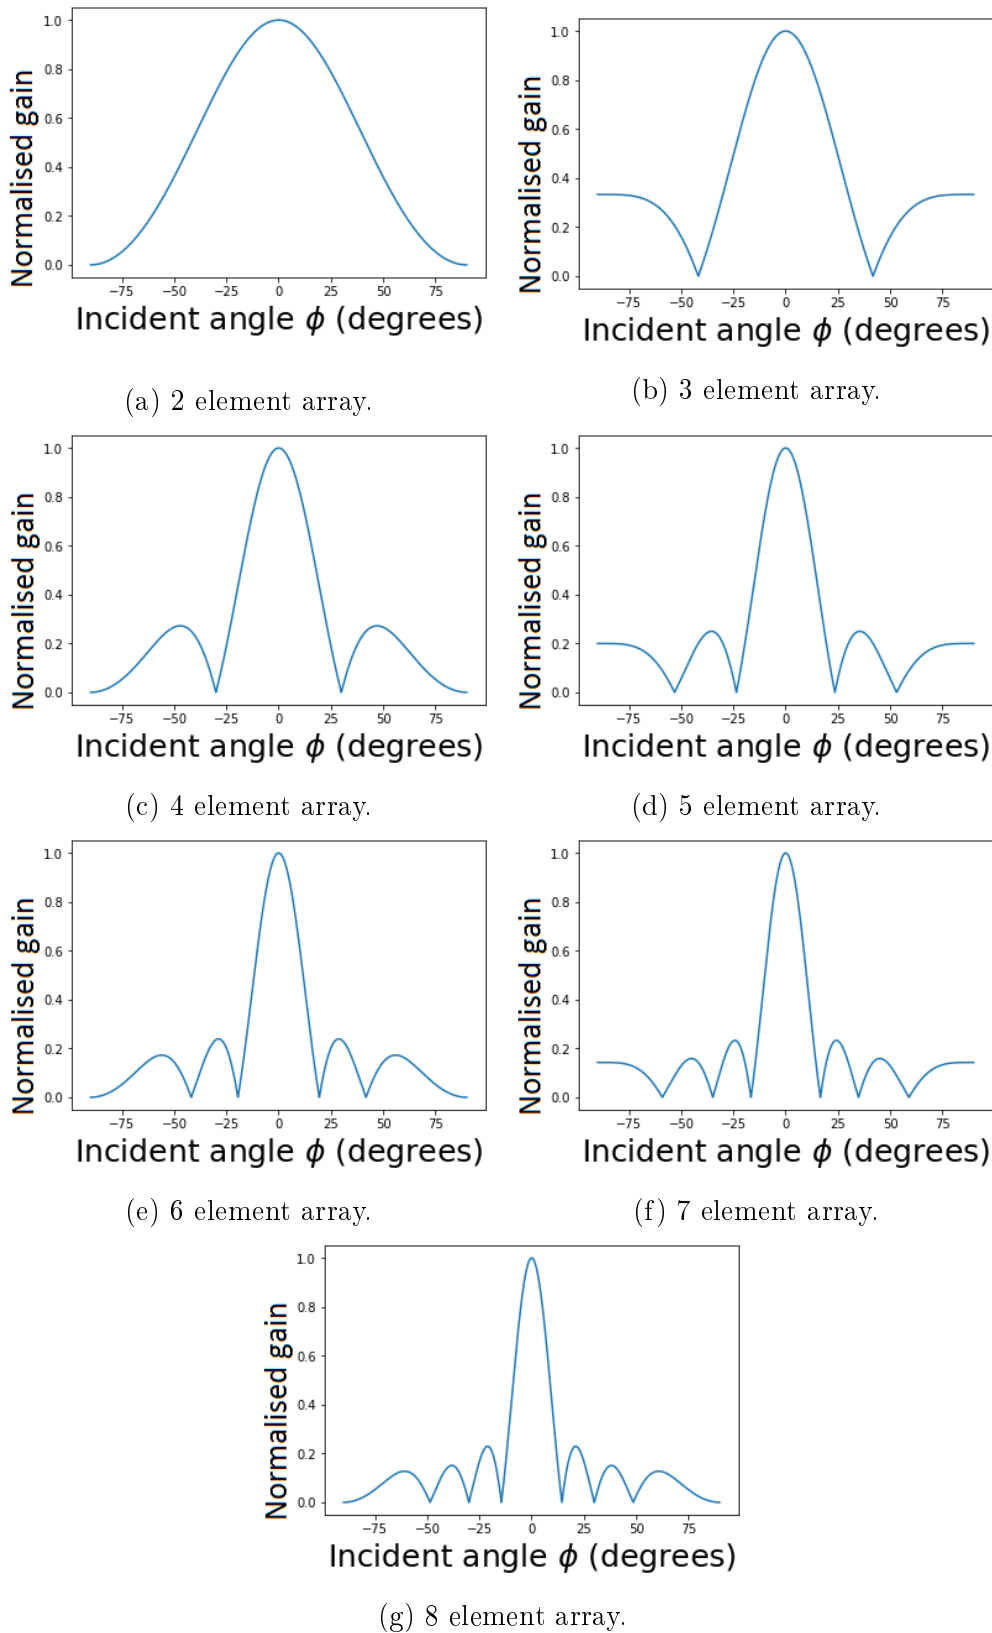 1.0
0.8
0.6
0.4
0.2
0.0
Normalised gain
−75 −50 −25 0 25 50 75
Incident angle ϕ (degrees)
(a) 2 element array.
1.0
0.8
0.6
0.4
0.2
0.0
Normalised gain
−75 −50 −25 0 25 50 75
Incident angle ϕ (degrees)
(b) 3 element array.
1.0
0.8
0.6
0.4
0.2
0.0
Normalised gain
−75 −50 −25 0 25 50 75
Incident angle ϕ (degrees)
(c) 4 element array.
1.0
0.8
0.6
0.4
0.2
0.0
Normalised gain
−75 −50 −25 0 25 50 75
Incident angle ϕ (degrees)
(d) 5 element array.
1.0
0.8
0.6
0.4
0.2
0.0
Normalised gain
−75 −50 −25 0 25 50 75
Incident angle ϕ (degrees)
(e) 6 element array.
1.0
0.8
0.6
0.4
0.2
0.0
Normalised gain
−75 −50 −25 0 25 50 75
Incident angle ϕ (degrees)
(f) 7 element array.
1.0
0.8
0.6
0.4
0.2
0.0
Normalised gain
−75 −50 −25 0 25 50 75
Incident angle ϕ (degrees)
(g) 8 element array.